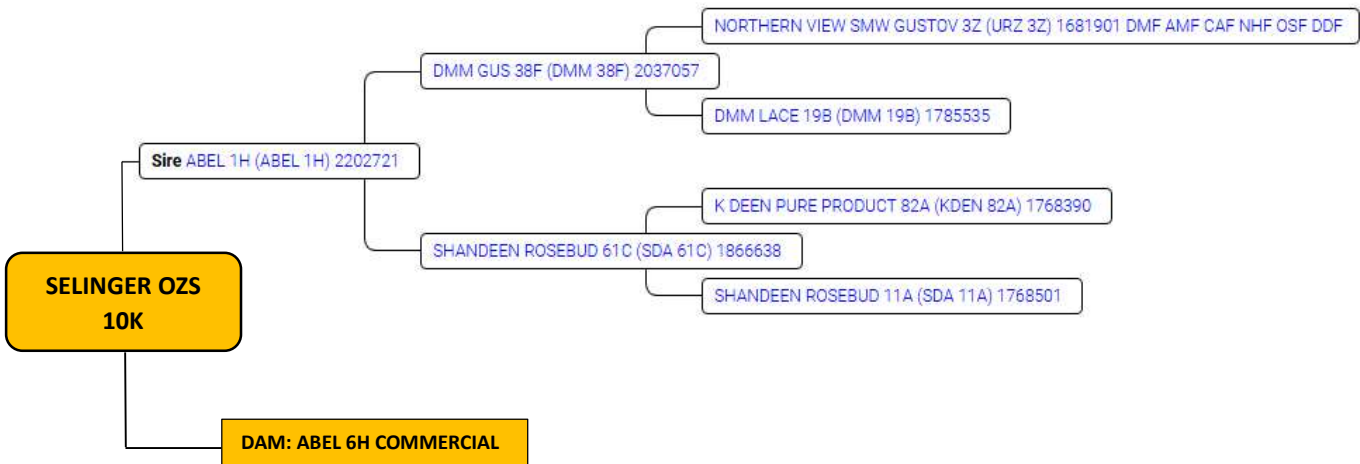 NORTHERN VIEW SMW GUSTOV 3Z (URZ 3Z) 1681901 DMF AMF CAF NHF OSF DDF
DMM GUS 38F (DMM 38F) 2037057
DMM LACE 19B (DMM 19B) 1785535
Sire ABEL 1H (ABEL 1H) 2202721
K DEEN PURE PRODUCT 82A (KDEN 82A) 1768390
SHANDEEN ROSEBUD 61C (SDA 61C) 1866638
SHANDEEN ROSEBUD 11A (SDA 11A) 1768501
SELINGER OZS
10K
DAM: ABEL 6H COMMERCIAL